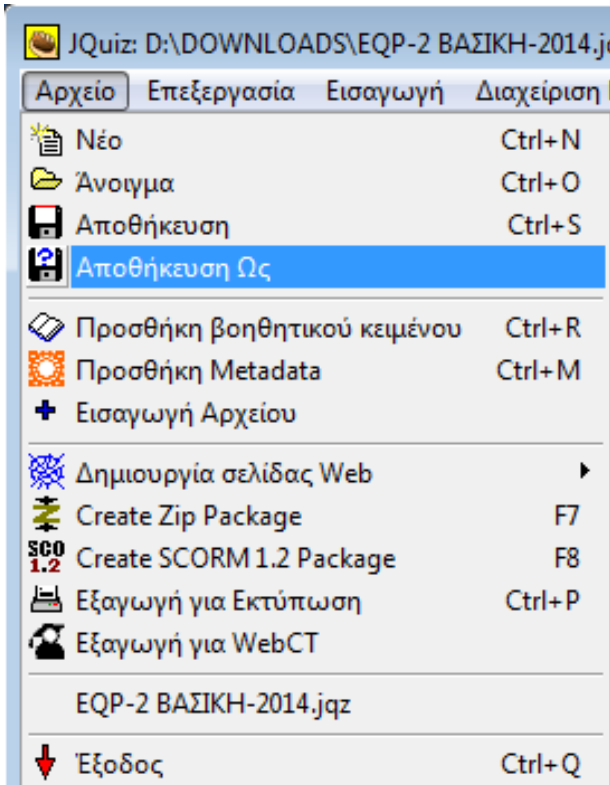 JQuiz: D:\DOWNLOADS\EQP-2 ΒΑΣΙΚΗ-2014.j
Αρχείο Επεξεργασία Εισαγωγή Διαχείριση
Νέο Ctrl+N
Άνοιγμα Ctrl+O
Αποθήκευση Ctrl+S
Αποθήκευση Ως
Προσθήκη βοηθητικού κειμένου Ctrl+R
Προσθήκη Metadata Ctrl+M
Εισαγωγή Αρχείου
Δημιουργία σελίδας Web
Create Zip Package F7
SCO 1.2 Create SCORM 1.2 Package F8
Εξαγωγή για Εκτύπωση Ctrl+P
Εξαγωγή για WebCT
EQP-2 ΒΑΣΙΚΗ-2014.jqz
Έξοδος Ctrl+Q